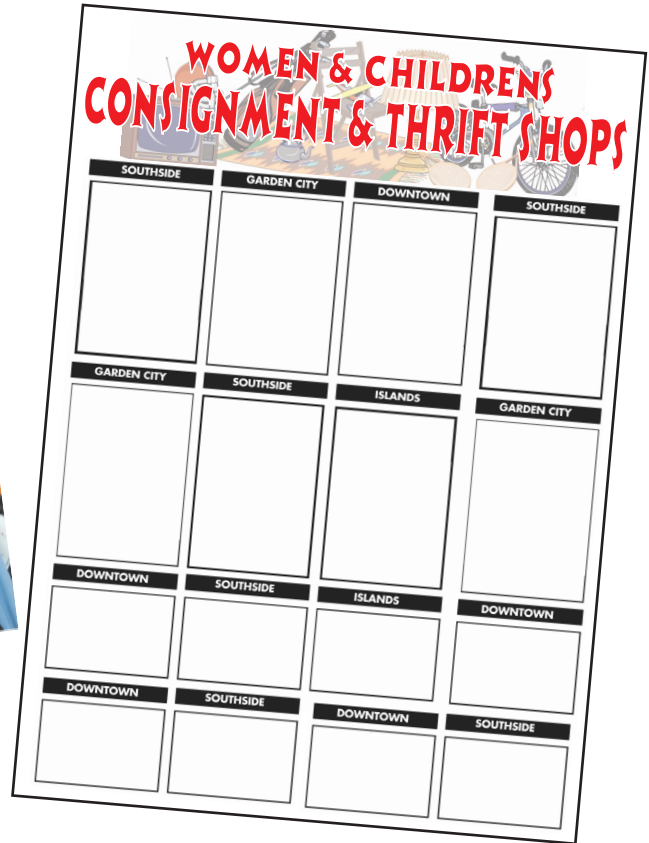 WOMEN & CHILDRENS
CONSIGNMENT & THRIFT SHOPS
SOUTHSIDE
GARDEN CITY
DOWNTOWN
SOUTHSIDE
GARDEN CITY
SOUTHSIDE
ISLANDS
GARDEN CITY
DOWNTOWN
SOUTHSIDE
ISLANDS
DOWNTOWN
DOWNTOWN
SOUTHSIDE
DOWNTOWN
SOUTHSIDE